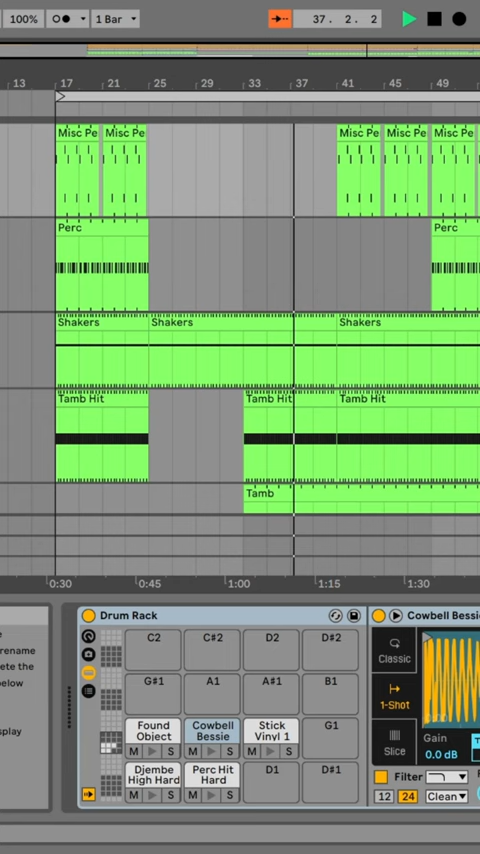 100%
1 Bar
37. 2. 2
13 17 21 25 29 33 37 41 45 49
Misc Pe Misc Pe Misc Pe Misc Pe Misc Pe
Perc Perc
Shakers Shakers Shakers
Tamb Hit Tamb Hit Tamb Hit
Tamb
0:30 0:45 1:00 1:15 1:30
rename
ete the
below
splay
Drum Rack
C2 C#2 D2 D#2
G#1 A1 A#1 B1
Found Object
Cowbell Bessie
Stick Vinyl 1
G1
M S M S M S
Djembe High Hard
Perc Hit Hard
D1 D#1
M S M S
Cowbell Bessi
Classic
1-Shot
Slice
Gain
0.0 dB
Filter
12 24 Clean